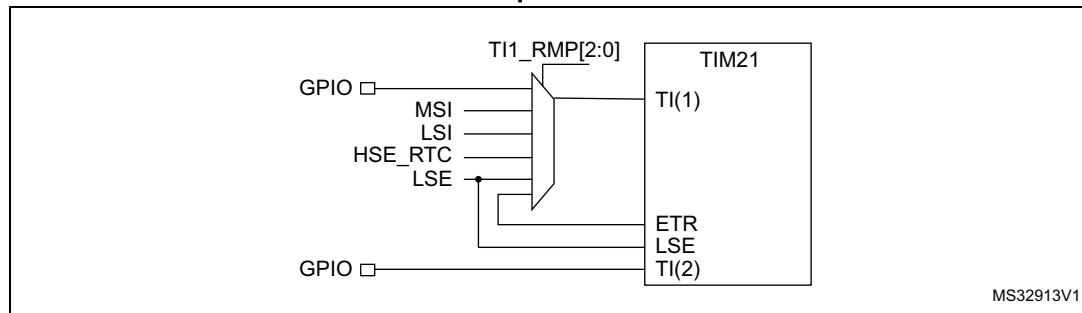 TI1_RMP[2:0]
TIM21
GPIO
TI(1)
MSI
LSI
HSE_RTC
LSE
ETR
LSE
GPIO
TI(2)
MS32913V1